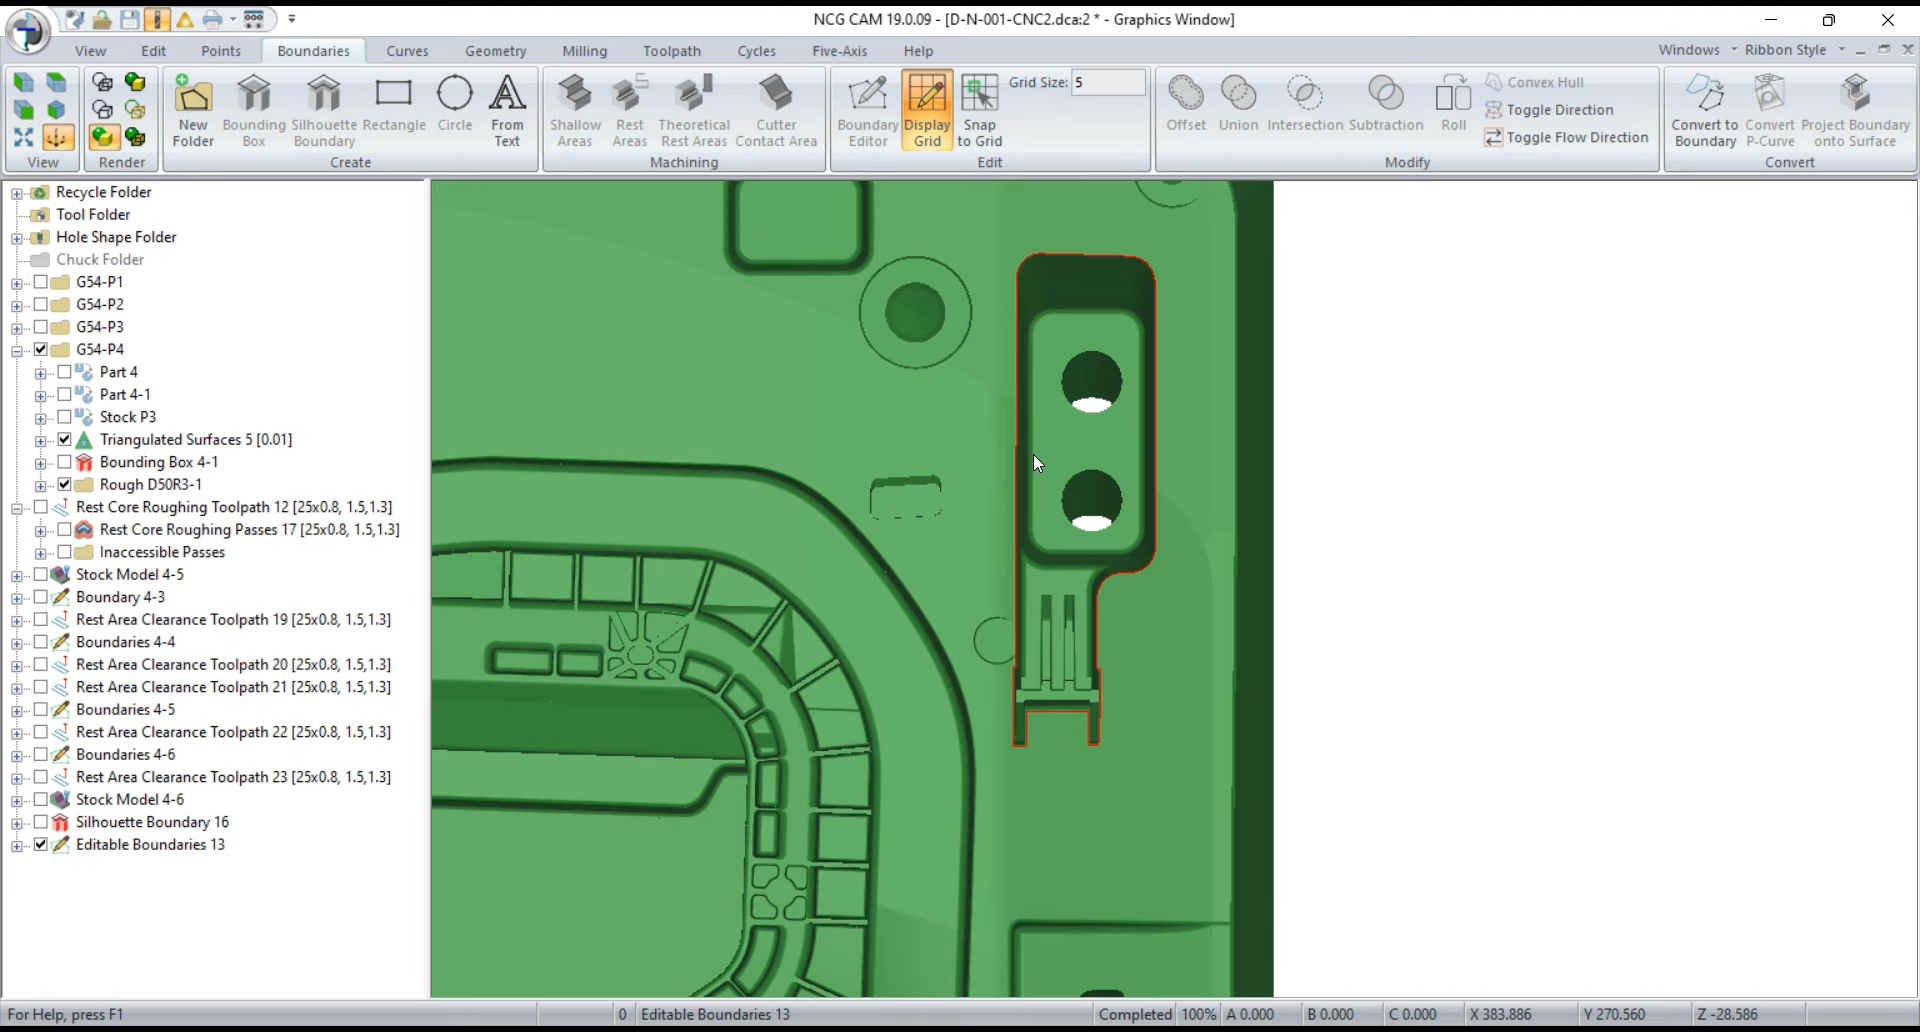 NCG CAM 19.0.09 - [D-N-001-CNC2.dca:2 * - Graphics Window]
View Edit Points Boundaries Curves Geometry Milling Toolpath Cycles Five-Axis Help Windows Ribbon Style
View
Render
New Folder
Bounding Box
Silhouette Boundary
Rectangle
Circle
From Text
Create
Shallow Areas
Rest Areas
Theoretical Rest Areas
Cutter Contact Area
Machining
Boundary Editor
Display Grid
Snap to Grid
Grid Size: 5
Edit
Offset
Union
Intersection
Subtraction
Roll
Convex Hull
Toggle Direction
Toggle Flow Direction
Modify
Convert to Boundary
Convert P-Curve
Project Boundary onto Surface
Convert
Recycle Folder
Tool Folder
Hole Shape Folder
Chuck Folder
G54-P1
G54-P2
G54-P3
G54-P4
Part 4
Part 4-1
Stock P3
Triangulated Surfaces 5 [0.01]
Bounding Box 4-1
Rough D50R3-1
Rest Core Roughing Toolpath 12 [25x0.8, 1.5,1.3]
Rest Core Roughing Passes 17 [25x0.8, 1.5,1.3]
Inaccessible Passes
Stock Model 4-5
Boundary 4-3
Rest Area Clearance Toolpath 19 [25x0.8, 1.5,1.3]
Boundaries 4-4
Rest Area Clearance Toolpath 20 [25x0.8, 1.5,1.3]
Rest Area Clearance Toolpath 21 [25x0.8, 1.5,1.3]
Boundaries 4-5
Rest Area Clearance Toolpath 22 [25x0.8, 1.5,1.3]
Boundaries 4-6
Rest Area Clearance Toolpath 23 [25x0.8, 1.5,1.3]
Stock Model 4-6
Silhouette Boundary 16
Editable Boundaries 13
For Help, press F1 0 Editable Boundaries 13 Completed 100% A 0.000 B 0.000 C 0.000 X 383.886 Y 270.560 Z -28.586